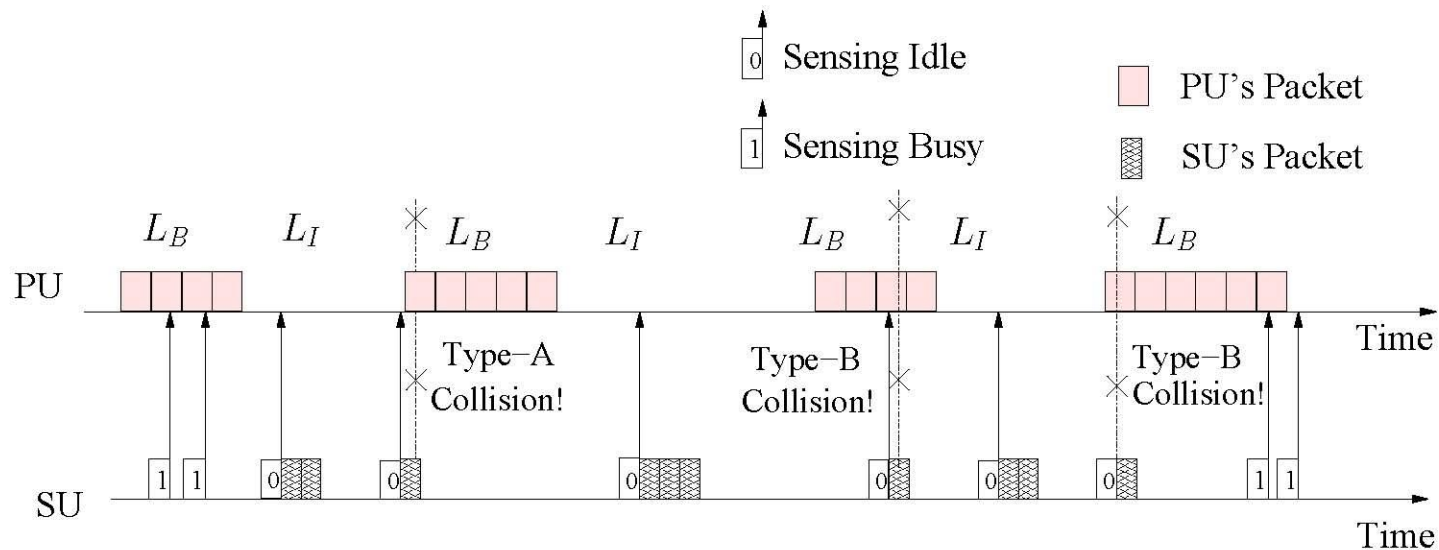 0 Sensing Idle
PU's Packet
1 Sensing Busy
SU's Packet
L_B L_I L_B L_I L_B L_I L_B
PU
Time
Type-A
Collision!
Type-B
Collision!
Type-B
Collision!
1 1 0 0 0 0 0 0 1 1
SU
Time